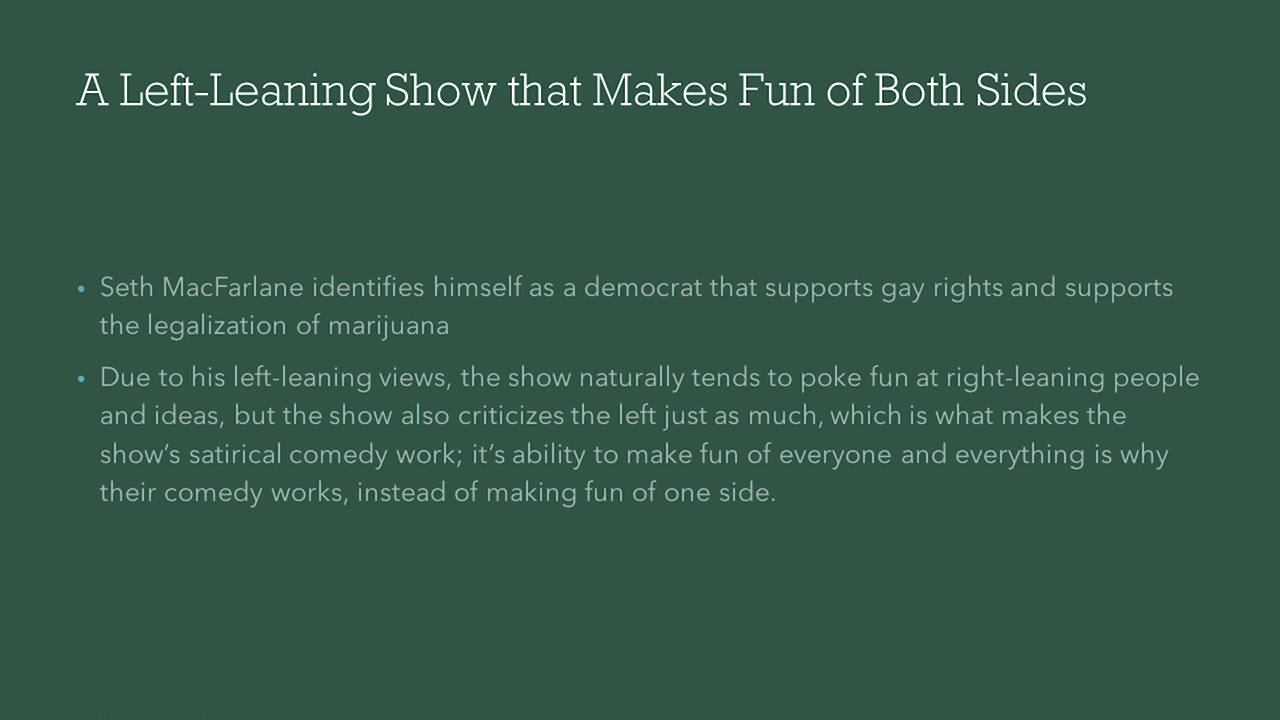 A Left-Leaning Show that Makes Fun of Both Sides
• Seth MacFarlane identifies himself as a democrat that supports gay rights and supports
the legalization of marijuana
• Due to his left-leaning views, the show naturally tends to poke fun at right-leaning people
and ideas, but the show also criticizes the left just as much, which is what makes the
show’s satirical comedy work; it’s ability to make fun of everyone and everything is why
their comedy works, instead of making fun of one side.